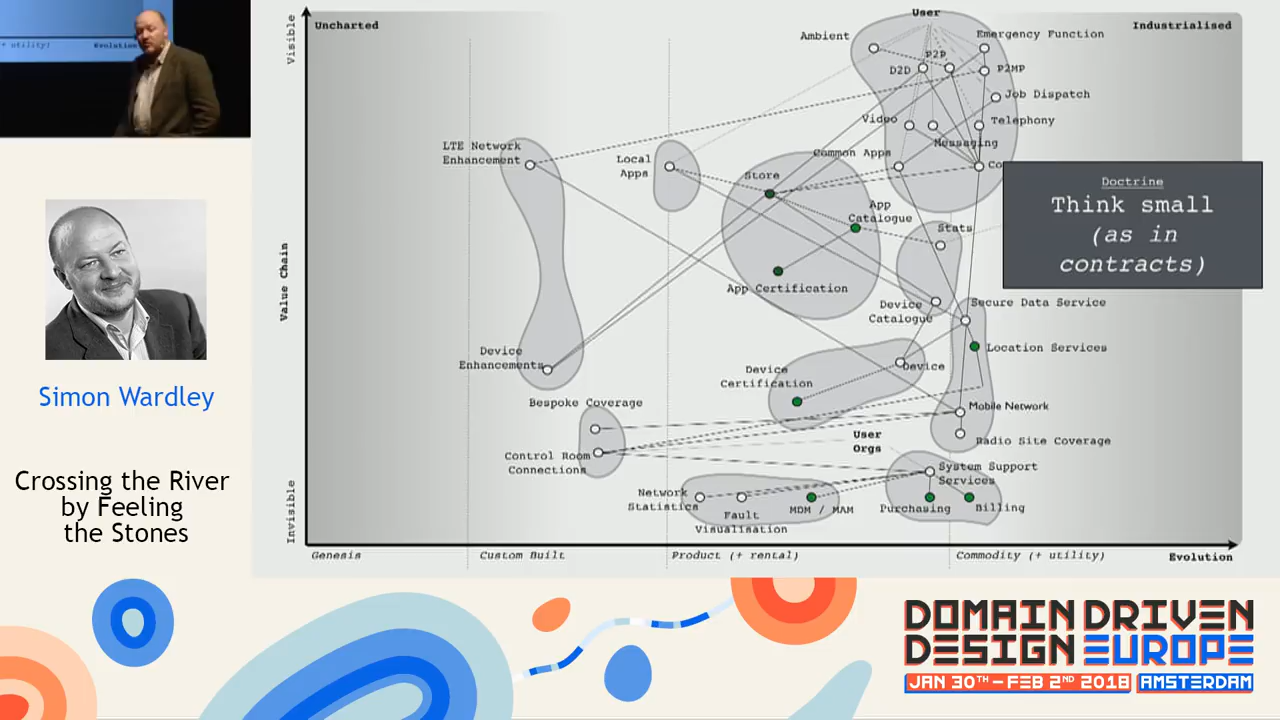 + utility)
Evolution
Simon Wardley
Crossing the River
by Feeling
the Stones
Visible
Value Chain
Invisible
Uncharted
Industrialised
User
Ambient
Emergency Function
P2P
D2D
P2MP
Job Dispatch
Video
Telephony
Messaging
Common Apps
Co
LTE Network
Enhancement
Local
Apps
Store
App
Catalogue
Stats
App Certification
Device
Catalogue
Secure Data Service
Location Services
Device
Enhancements
Device
Certification
Device
Bespoke Coverage
Mobile Network
Radio Site Coverage
Control Room
Connections
User
Orgs
System Support
Services
Network
Statistics
Fault
Visualisation
MDM / MAM
Purchasing
Billing
Genesis
Custom Built
Product (+ rental)
Commodity (+ utility)
Evolution
Doctrine
Think small
(as in
contracts)
DOMAIN DRIVEN
DESIGN EUROPE
JAN 30TH - FEB 2ND 2018 AMSTERDAM